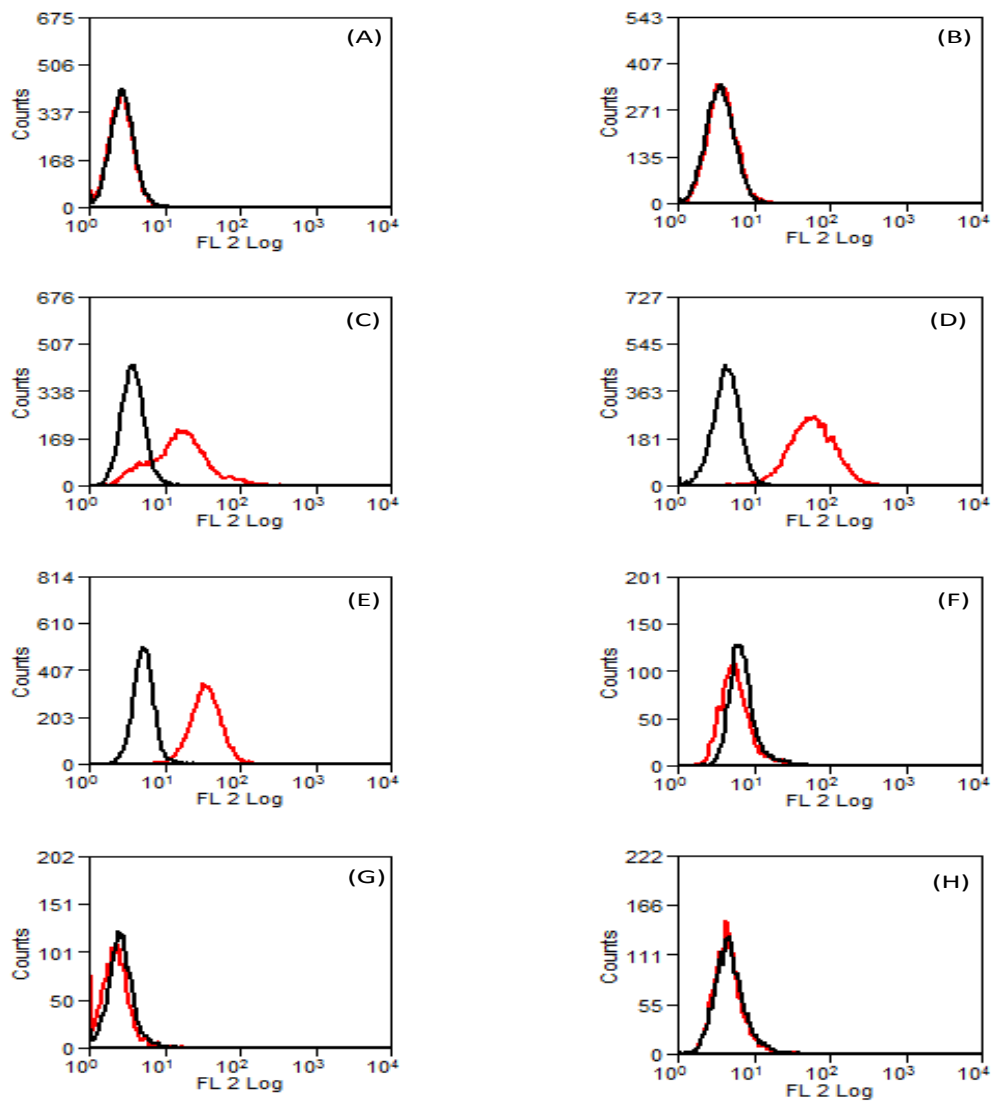 (A)
675
506
337
168
0
Counts
10⁰ 10¹ 10² 10³ 10⁴
FL 2 Log
(B)
543
407
271
135
0
Counts
10⁰ 10¹ 10² 10³ 10⁴
FL 2 Log
(C)
676
507
338
169
0
Counts
10⁰ 10¹ 10² 10³ 10⁴
FL 2 Log
(D)
727
545
363
181
0
Counts
10⁰ 10¹ 10² 10³ 10⁴
FL 2 Log
(E)
814
610
407
203
0
Counts
10⁰ 10¹ 10² 10³ 10⁴
FL 2 Log
(F)
201
150
100
50
0
Counts
10⁰ 10¹ 10² 10³ 10⁴
FL 2 Log
(G)
202
151
101
50
0
Counts
10⁰ 10¹ 10² 10³ 10⁴
FL 2 Log
(H)
222
166
111
55
0
Counts
10⁰ 10¹ 10² 10³ 10⁴
FL 2 Log